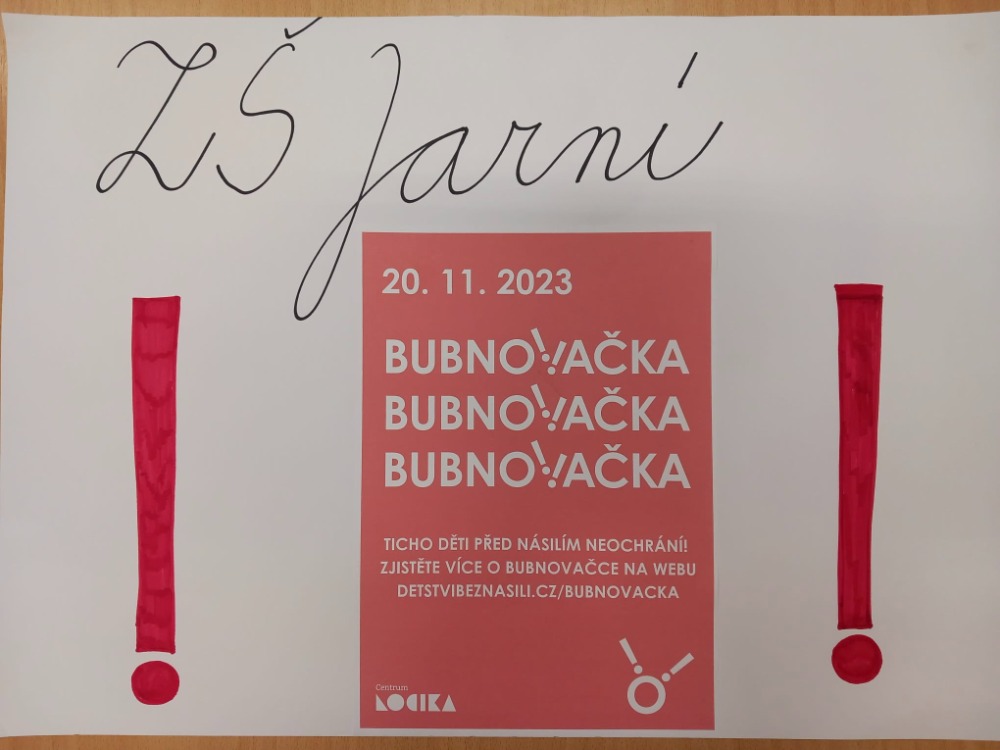 ZŠ Jarní
20. 11. 2023
BUBNOVAČKA
BUBNOVAČKA
BUBNOVAČKA
TICHO DĚTI PŘED NÁSILÍM NEOCHRÁNÍ!
ZJISTĚTE VÍCE O BUBNOVAČCE NA WEBU
DETSTVIBEZNASILI.CZ/BUBNOVACKA
Centrum
LOCIKA